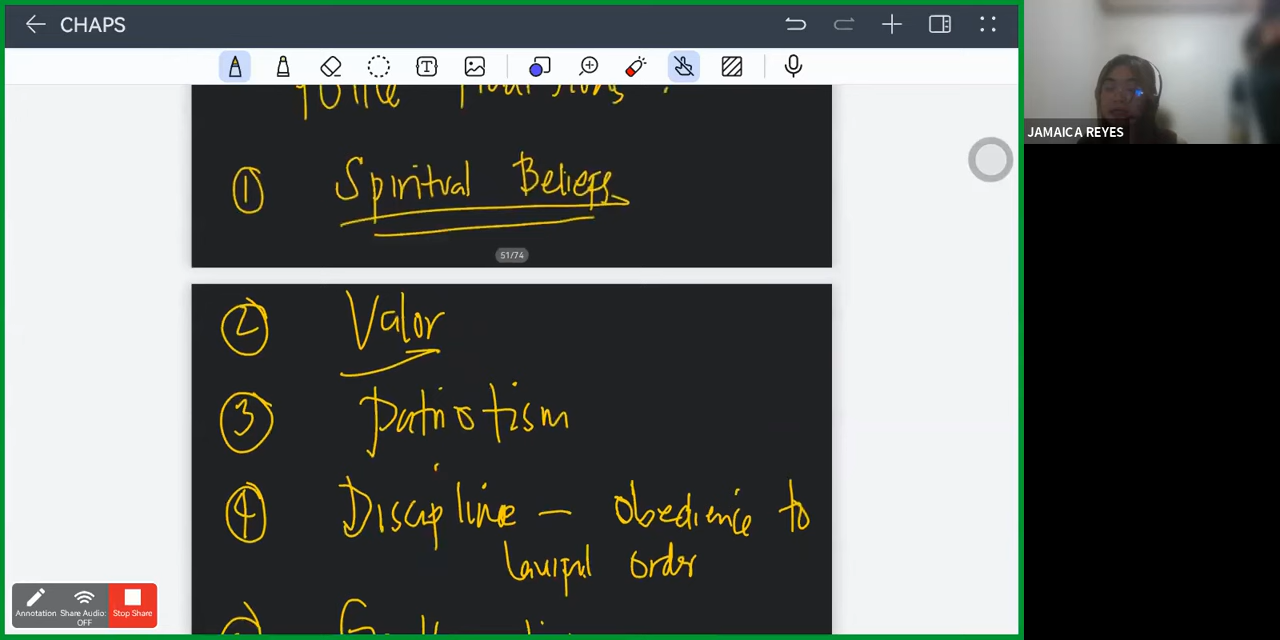 CHAPS
JAMAICA REYES
① Spiritual Beliefs
51/74
② Valor
③ Patriotism
④ Discipline — Obedience to
lawful order
Annotation
Share Audio: OFF
Stop Share